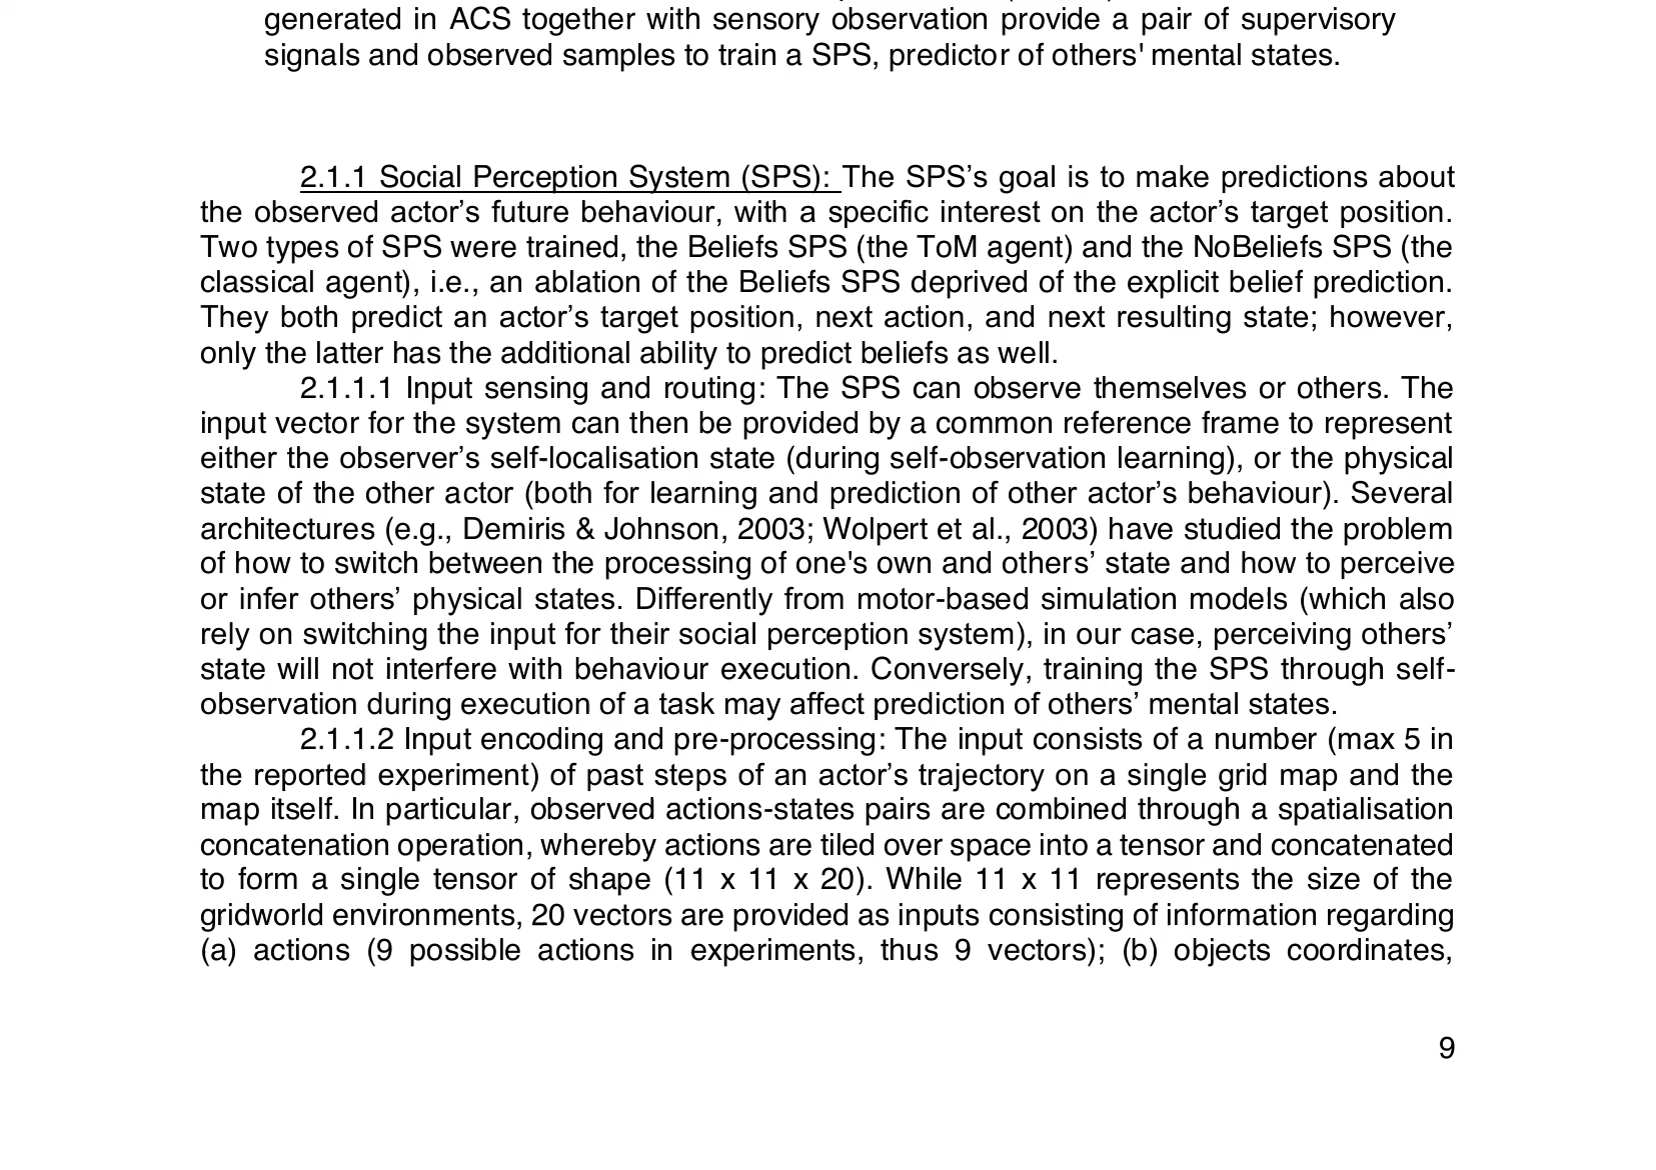 generated in ACS together with sensory observation provide a pair of supervisory
signals and observed samples to train a SPS, predictor of others' mental states.
2.1.1 Social Perception System (SPS): The SPS’s goal is to make predictions about
the observed actor’s future behaviour, with a specific interest on the actor’s target position.
Two types of SPS were trained, the Beliefs SPS (the ToM agent) and the NoBeliefs SPS (the
classical agent), i.e., an ablation of the Beliefs SPS deprived of the explicit belief prediction.
They both predict an actor’s target position, next action, and next resulting state; however,
only the latter has the additional ability to predict beliefs as well.
2.1.1.1 Input sensing and routing: The SPS can observe themselves or others. The
input vector for the system can then be provided by a common reference frame to represent
either the observer’s self-localisation state (during self-observation learning), or the physical
state of the other actor (both for learning and prediction of other actor’s behaviour). Several
architectures (e.g., Demiris & Johnson, 2003; Wolpert et al., 2003) have studied the problem
of how to switch between the processing of one's own and others’ state and how to perceive
or infer others’ physical states. Differently from motor-based simulation models (which also
rely on switching the input for their social perception system), in our case, perceiving others’
state will not interfere with behaviour execution. Conversely, training the SPS through self-
observation during execution of a task may affect prediction of others’ mental states.
2.1.1.2 Input encoding and pre-processing: The input consists of a number (max 5 in
the reported experiment) of past steps of an actor’s trajectory on a single grid map and the
map itself. In particular, observed actions-states pairs are combined through a spatialisation
concatenation operation, whereby actions are tiled over space into a tensor and concatenated
to form a single tensor of shape (11 x 11 x 20). While 11 x 11 represents the size of the
gridworld environments, 20 vectors are provided as inputs consisting of information regarding
(a) actions (9 possible actions in experiments, thus 9 vectors); (b) objects coordinates,
9